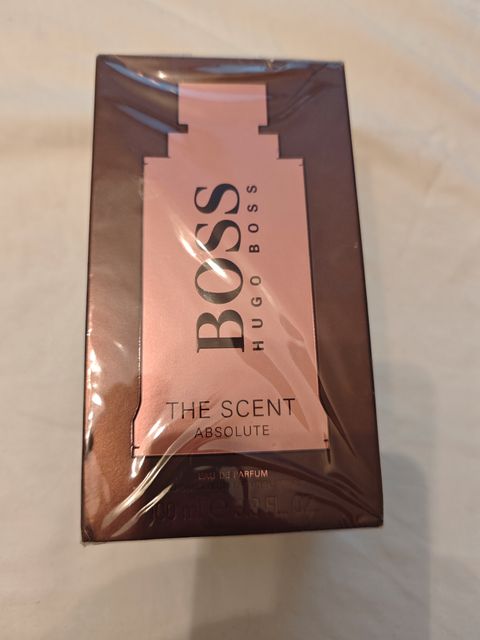 BOSS
HUGO BOSS
THE SCENT
ABSOLUTE
EAU DE PARFUM